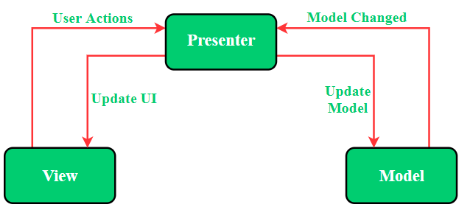 User Actions
Model Changed
Presenter
Update UI
Update
Model
View
Model